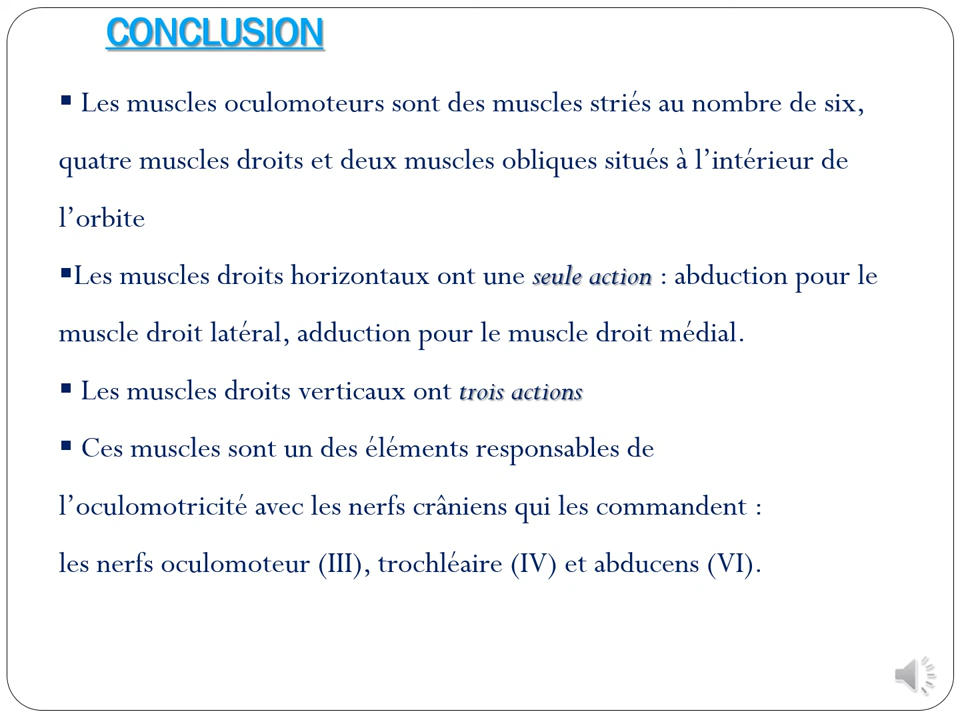 CONCLUSION
▪ Les muscles oculomoteurs sont des muscles striés au nombre de six,
quatre muscles droits et deux muscles obliques situés à l’intérieur de
l’orbite
▪Les muscles droits horizontaux ont une seule action : abduction pour le
muscle droit latéral, adduction pour le muscle droit médial.
▪ Les muscles droits verticaux ont trois actions
▪ Ces muscles sont un des éléments responsables de
l’oculomotricité avec les nerfs crâniens qui les commandent :
les nerfs oculomoteur (III), trochléaire (IV) et abducens (VI).